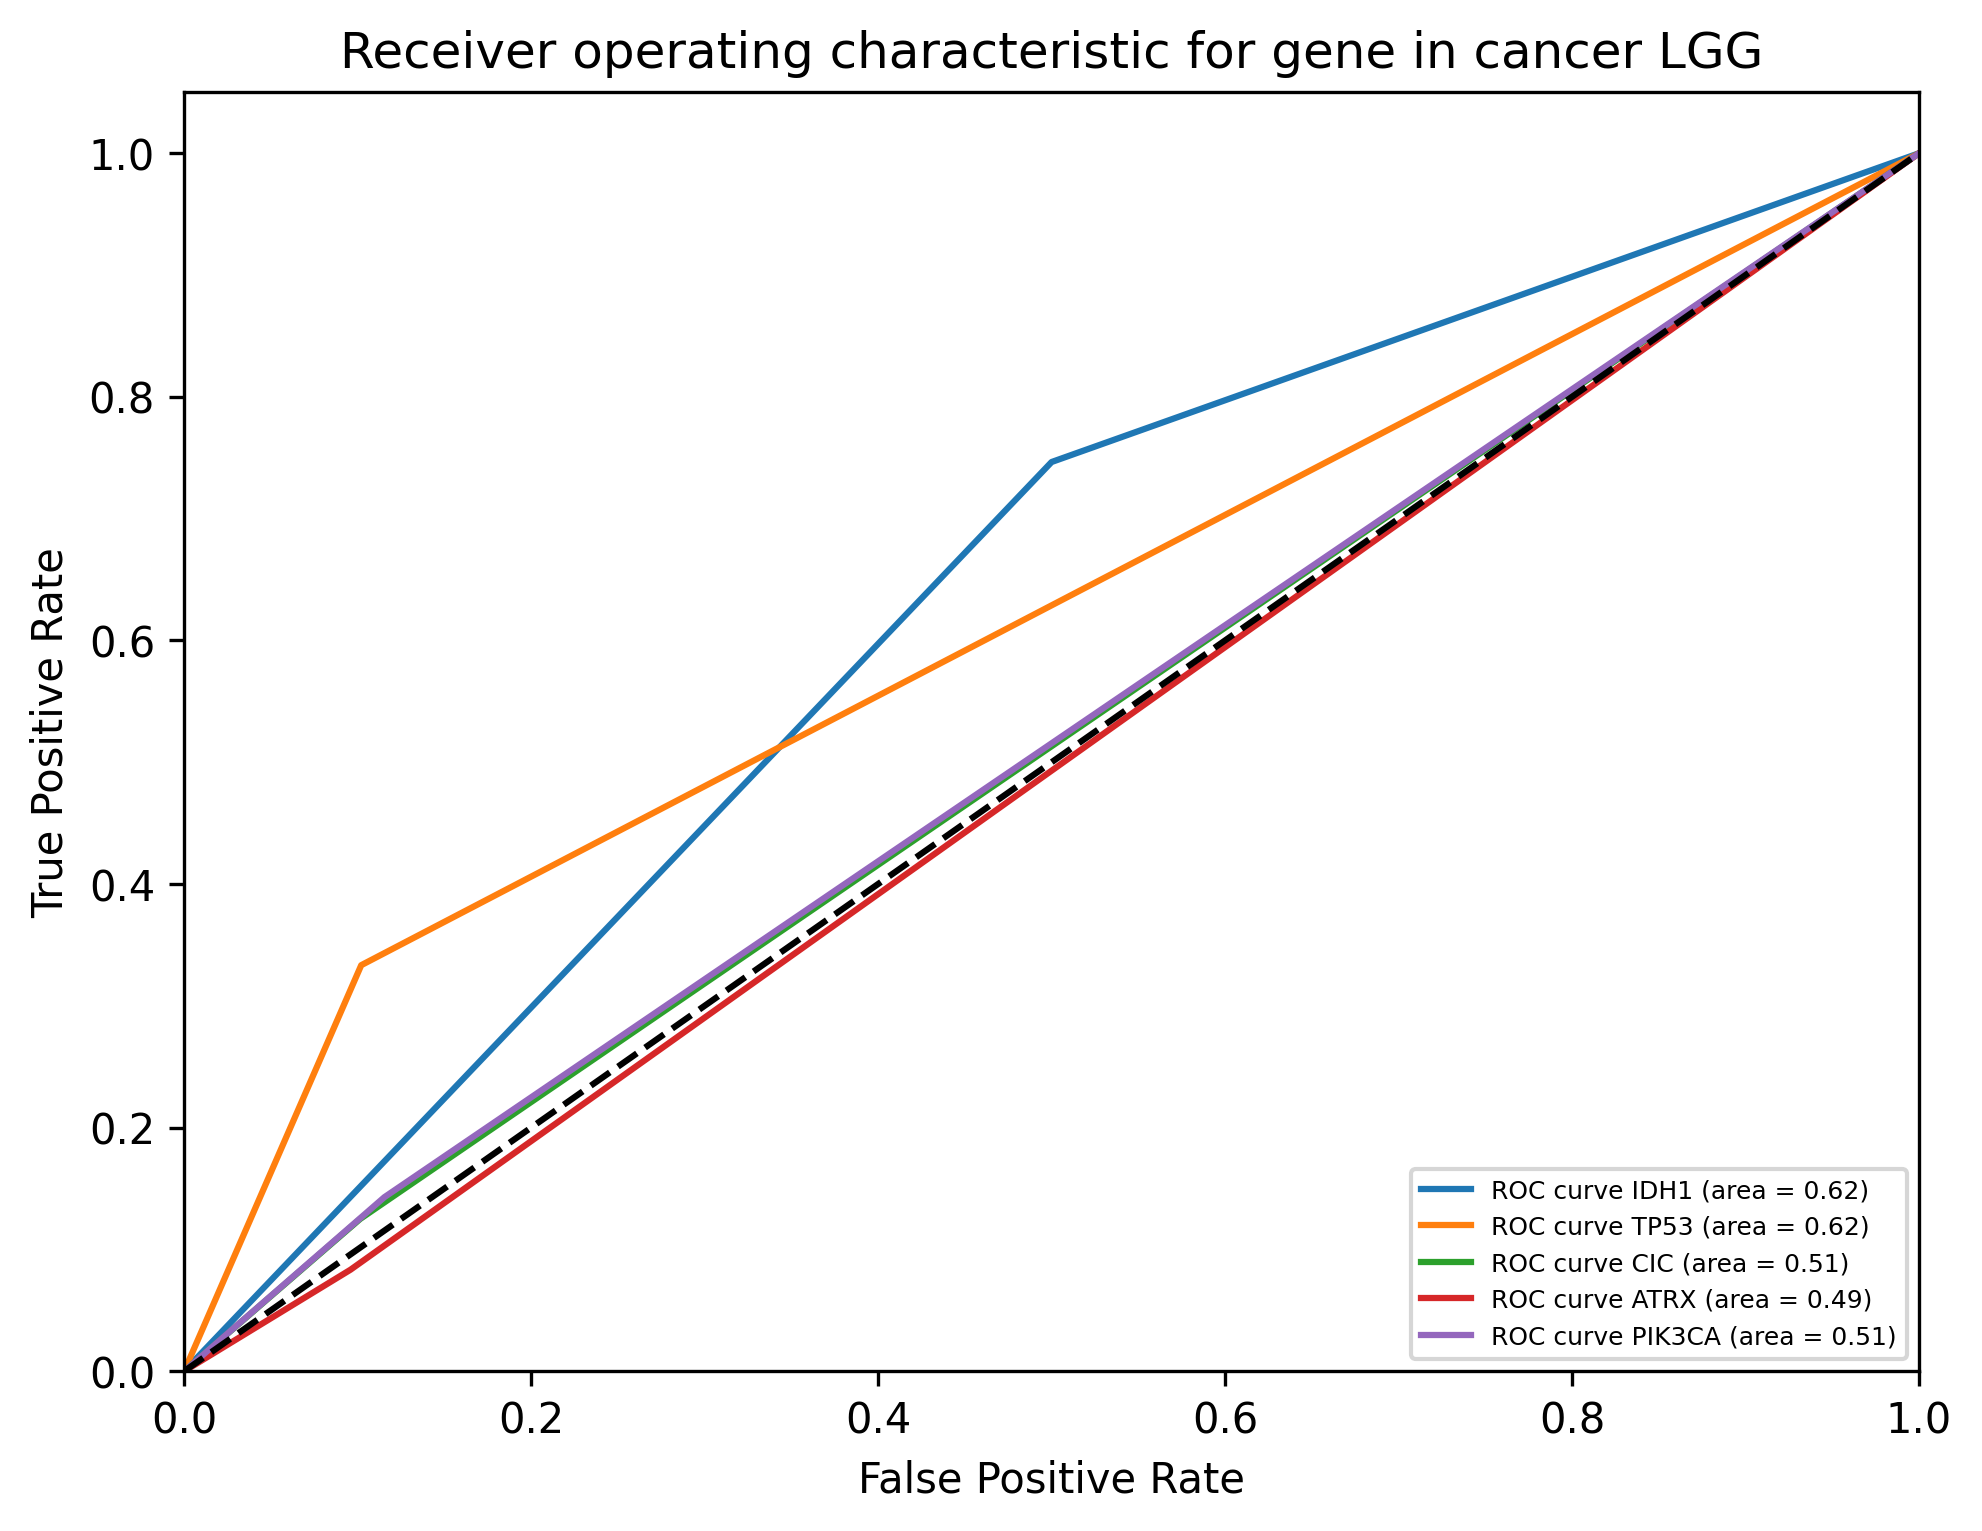 Receiver operating characteristic for gene in cancer LGG
1.0
0.8
0.6
0.4
0.2
0.0
True Positive Rate
0.0 0.2 0.4 0.6 0.8 1.0
False Positive Rate
ROC curve IDH1 (area = 0.62)
ROC curve TP53 (area = 0.62)
ROC curve CIC (area = 0.51)
ROC curve ATRX (area = 0.49)
ROC curve PIK3CA (area = 0.51)